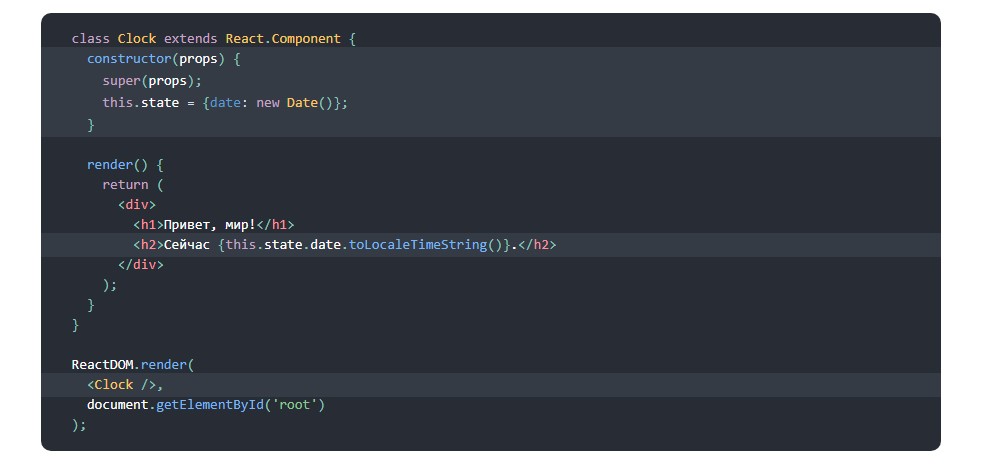 class Clock extends React.Component {
  constructor(props) {
    super(props);
    this.state = {date: new Date()};
  }

  render() {
    return (
      <div>
        <h1>Привет, мир!</h1>
        <h2>Сейчас {this.state.date.toLocaleTimeString()}.</h2>
      </div>
    );
  }
}

ReactDOM.render(
  <Clock />,
  document.getElementById('root')
);